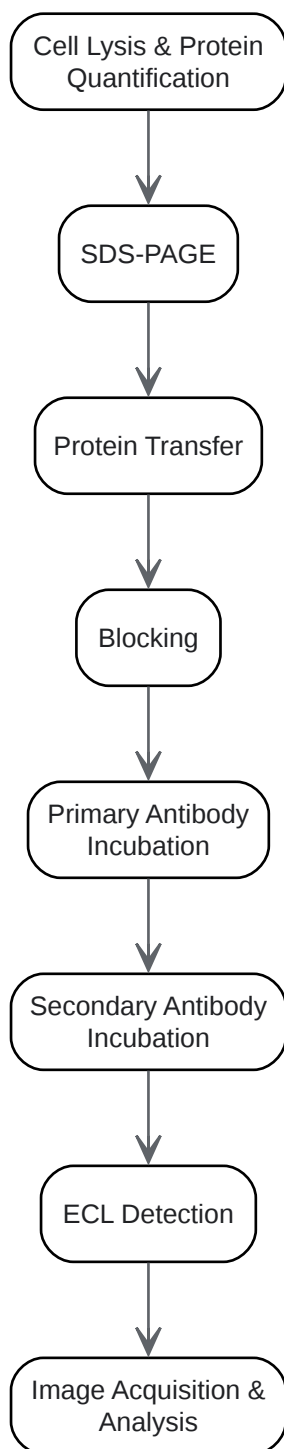 Cell Lysis & Protein
Quantification
SDS-PAGE
Protein Transfer
Blocking
Primary Antibody
Incubation
Secondary Antibody
Incubation
ECL Detection
Image Acquisition &
Analysis